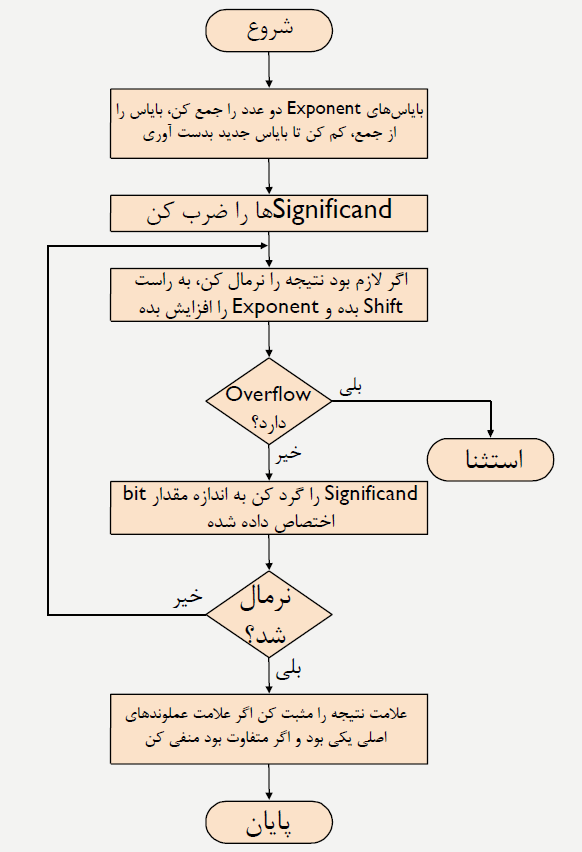 شروع
بایاس‌های Exponent دو عدد را جمع کن، بایاس را
از جمع، کم کن تا بایاس جدید بدست آوری
Significandها را ضرب کن
اگر لازم بود نتیجه را نرمال کن، به راست
Shift بده و Exponent را افزایش بده
Overflow
دارد؟
بلی
استثنا
خیر
Significand را گرد کن به اندازه مقدار bit
اختصاص داده شده
نرمال
شد؟
خیر
بلی
علامت نتیجه را مثبت کن اگر علامت عملوندهای
اصلی یکی بود و اگر متفاوت بود منفی کن
پایان